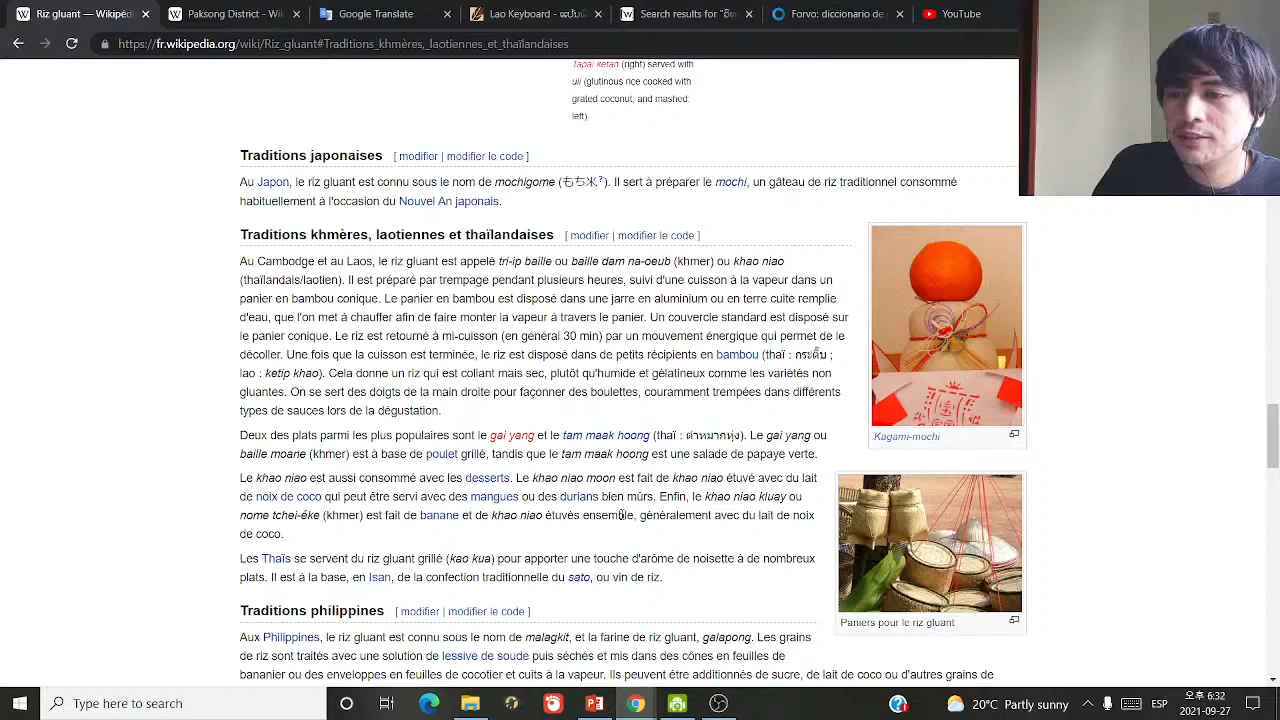 Riz gluant — Wikipédi
Paksong District - Wiki
Google Translate
Search results for
Forvo: diccionario de
YouTube
https://fr.wikipedia.org/wiki/Riz_gluant#Traditions_khmères,_laotiennes_et_thaïlandaises
Tapai ketan (right) served with
uli (glutinous rice cooked with
grated coconut, and mashed;
left).
Traditions japonaises [ modifier | modifier le code ]
Au Japon, le riz gluant est connu sous le nom de mochigome (もち米?). Il sert à préparer le mochi, un gâteau de riz traditionnel consommé
habituellement à l'occasion du Nouvel An japonais.
Traditions khmères, laotiennes et thaïlandaises [ modifier | modifier le code ]
Au Cambodge et au Laos, le riz gluant est appelé tri-ip baille ou baille dam na-oeub (khmer) ou khao niao
(thaïlandais/laotien). Il est préparé par trempage pendant plusieurs heures, suivi d'une cuisson à la vapeur dans un
panier en bambou conique. Le panier en bambou est disposé dans une jarre en aluminium ou en terre cuite remplie
d'eau, que l'on met à chauffer afin de faire monter la vapeur à travers le panier. Un couvercle standard est disposé sur
le panier conique. Le riz est retourné à mi-cuisson (en général 30 min) par un mouvement énergique qui permet de le
décoller. Une fois que la cuisson est terminée, le riz est disposé dans de petits récipients en bambou (thaï : กระติ๊บ ;
lao : ketip khao). Cela donne un riz qui est collant mais sec, plutôt qu'humide et gélatineux comme les variétés non
gluantes. On se sert des doigts de la main droite pour façonner des boulettes, couramment trempées dans différents
types de sauces lors de la dégustation.
Deux des plats parmi les plus populaires sont le gai yang et le tam maak hoong (thaï : ตำหมากหุ่ง). Le gai yang ou
baille moane (khmer) est à base de poulet grillé, tandis que le tam maak hoong est une salade de papaye verte.
Le khao niao est aussi consommé avec les desserts. Le khao niao moon est fait de khao niao étuvé avec du lait
de noix de coco qui peut être servi avec des mangues ou des durians bien mûrs. Enfin, le khao niao kluay ou
nome tchei-éke (khmer) est fait de banane et de khao niao étuvés ensemble, généralement avec du lait de noix
de coco.
Les Thaïs se servent du riz gluant grillé (kao kua) pour apporter une touche d'arôme de noisette à de nombreux
plats. Il est à la base, en Isan, de la confection traditionnelle du sato, ou vin de riz.
Kagami-mochi
Paniers pour le riz gluant
Traditions philippines [ modifier | modifier le code ]
Aux Philippines, le riz gluant est connu sous le nom de malagkit, et la farine de riz gluant, galapong. Les grains
de riz sont traités avec une solution de lessive de soude puis séchés et mis dans des cônes en feuilles de
bananier ou des enveloppes en feuilles de cocotier et cuits à la vapeur. Ils peuvent être additionnés de sucre, de lait de coco ou d'autres grains de
Type here to search
20°C Partly sunny
ESP
오후 6:32
2021-09-27